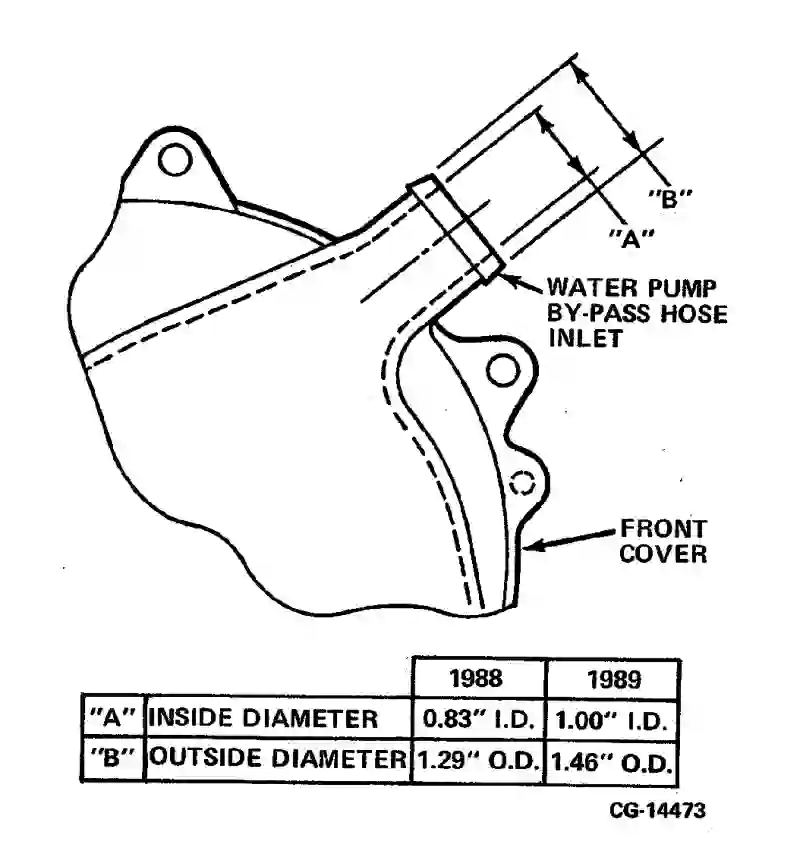 "B"
"A"
WATER PUMP
BY-PASS HOSE
INLET
FRONT
COVER
1988 1989
"A" INSIDE DIAMETER 0.83" I.D. 1.00" I.D.
"B" OUTSIDE DIAMETER 1.29" O.D. 1.46" O.D.
CG-14473